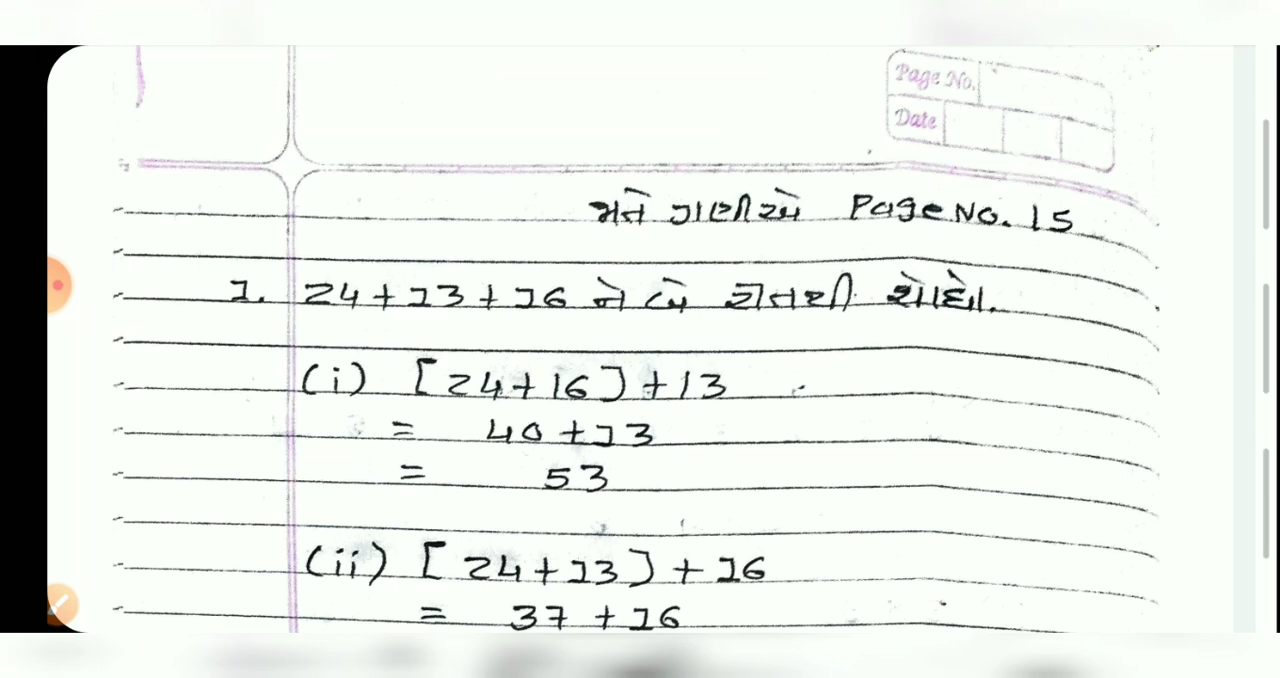 Page No.
Date
મને ગણીએ Page No. 15
1. 24+13+16 ને બે રીતથી શોધો.
(i) [24+16]+13
= 40+13
= 53
(ii) [24+13]+16
= 37+16